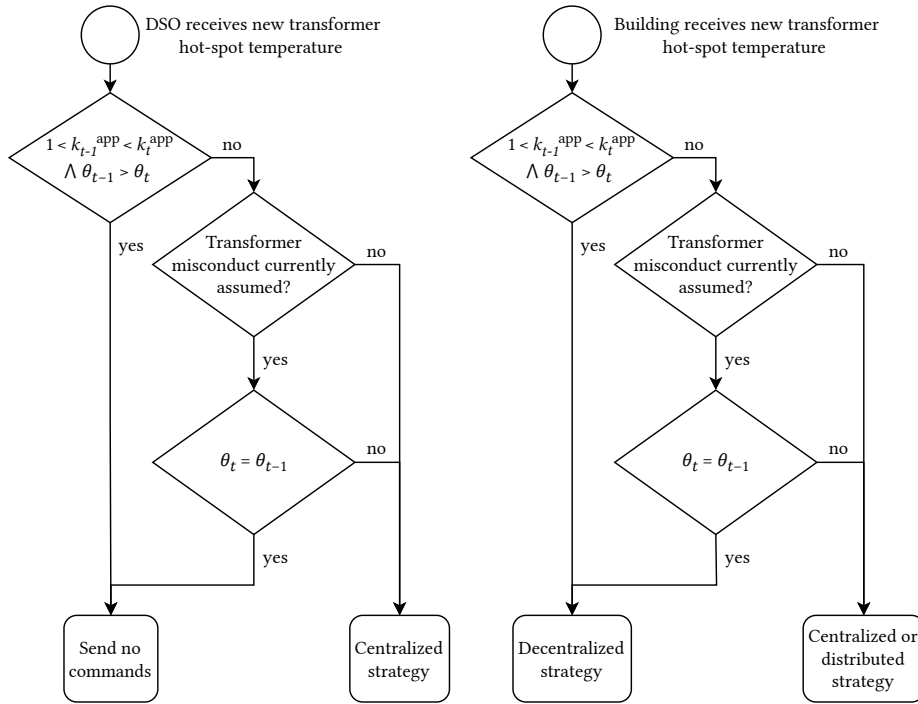 DSO receives new transformer
hot-spot temperature
1 < k_{t-1}^{app} < k_t^{app}
∧ θ_{t−1} > θ_t
no
yes
Transformer
misconduct currently
assumed?
no
yes
θ_t = θ_{t−1}
no
yes
Send no
commands
Centralized
strategy
Building receives new transformer
hot-spot temperature
1 < k_{t-1}^{app} < k_t^{app}
∧ θ_{t−1} > θ_t
no
yes
Transformer
misconduct currently
assumed?
no
yes
θ_t = θ_{t−1}
no
yes
Decentralized
strategy
Centralized or
distributed
strategy